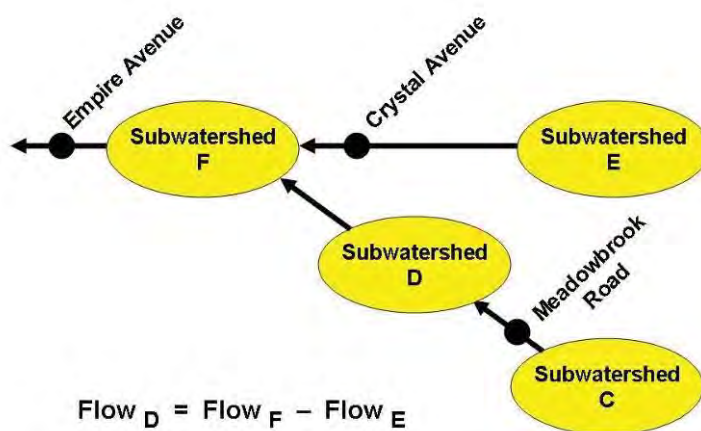 Empire Avenue
Crystal Avenue
Subwatershed
F
Subwatershed
E
Subwatershed
D
Meadowbrook
Road
Subwatershed
C
Flow D = Flow F – Flow E